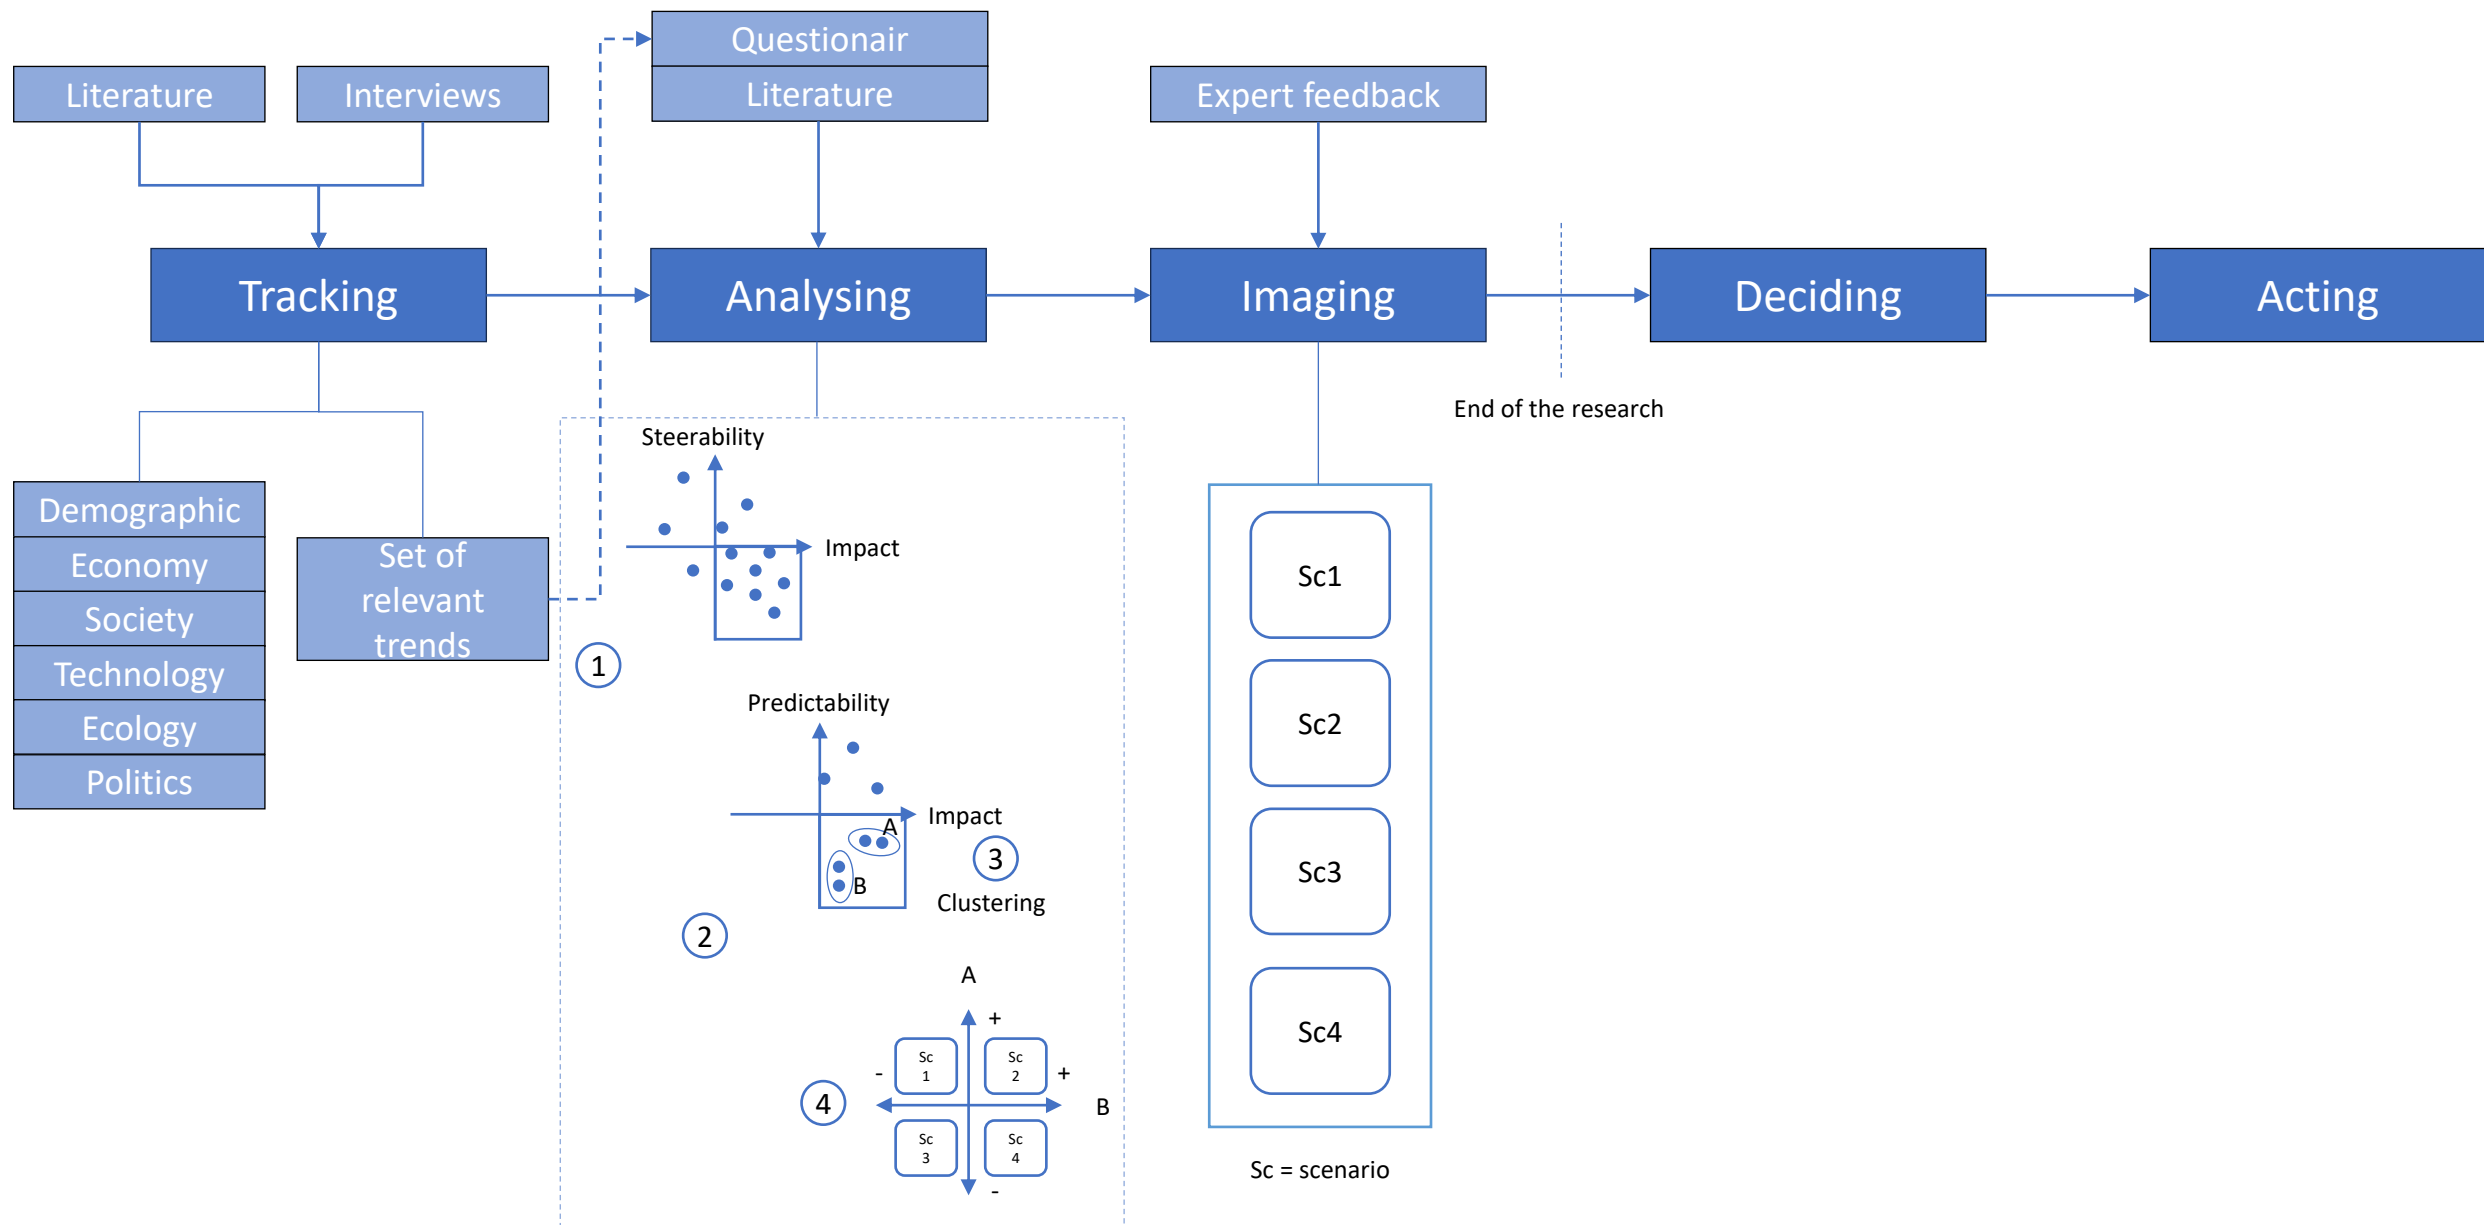 Questionair
Literature
Interviews
Literature
Expert feedback
Tracking
Analysing
Imaging
Deciding
Acting
End of the research
Demographic
Economy
Society
Technology
Ecology
Politics
Set of
relevant
trends
Steerability
Impact
1
Predictability
Impact
A
B
3
Clustering
2
A
+
Sc
1
Sc
2
-
+
4
B
Sc
3
Sc
4
-
Sc1
Sc2
Sc3
Sc4
Sc = scenario